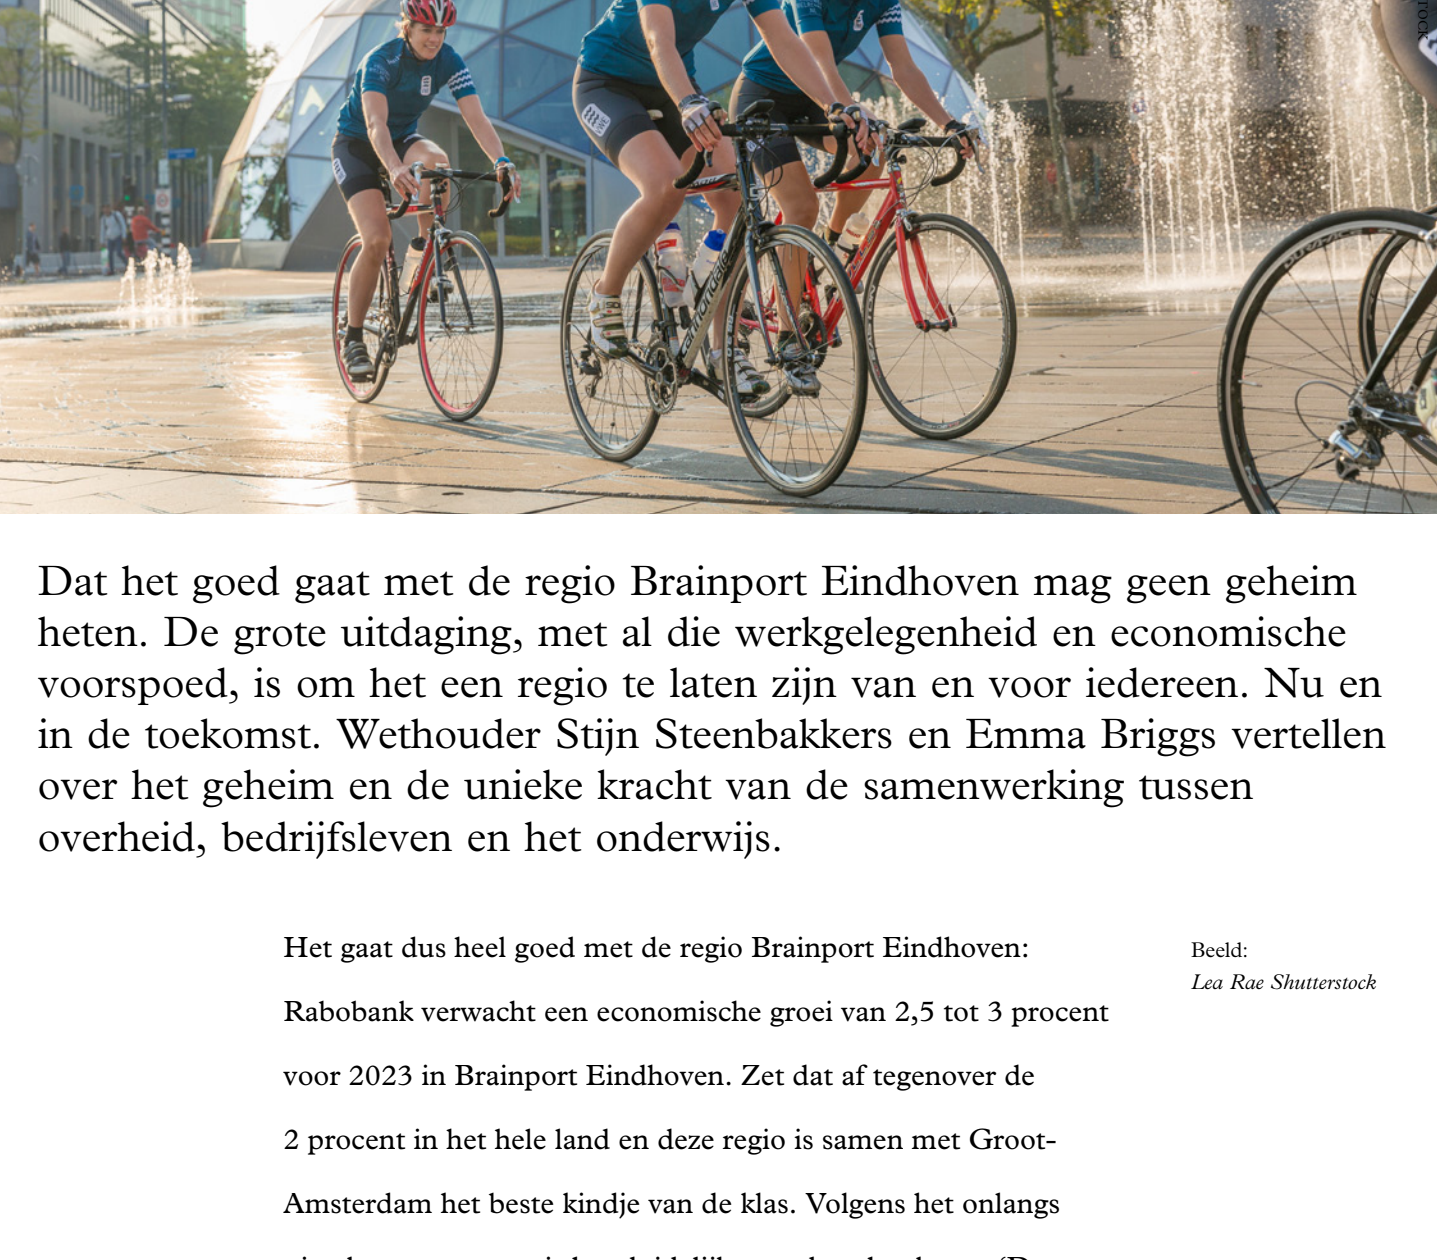 Dat het goed gaat met de regio Brainport Eindhoven mag geen geheim
heten. De grote uitdaging, met al die werkgelegenheid en economische
voorspoed, is om het een regio te laten zijn van en voor iedereen. Nu en
in de toekomst. Wethouder Stijn Steenbakkers en Emma Briggs vertellen
over het geheim en de unieke kracht van de samenwerking tussen
overheid, bedrijfsleven en het onderwijs.
Het gaat dus heel goed met de regio Brainport Eindhoven:
Rabobank verwacht een economische groei van 2,5 tot 3 procent
voor 2023 in Brainport Eindhoven. Zet dat af tegenover de
2 procent in het hele land en deze regio is samen met Groot-
Amsterdam het beste kindje van de klas. Volgens het onlangs
Beeld:
Lea Rae Shutterstock
cannondale